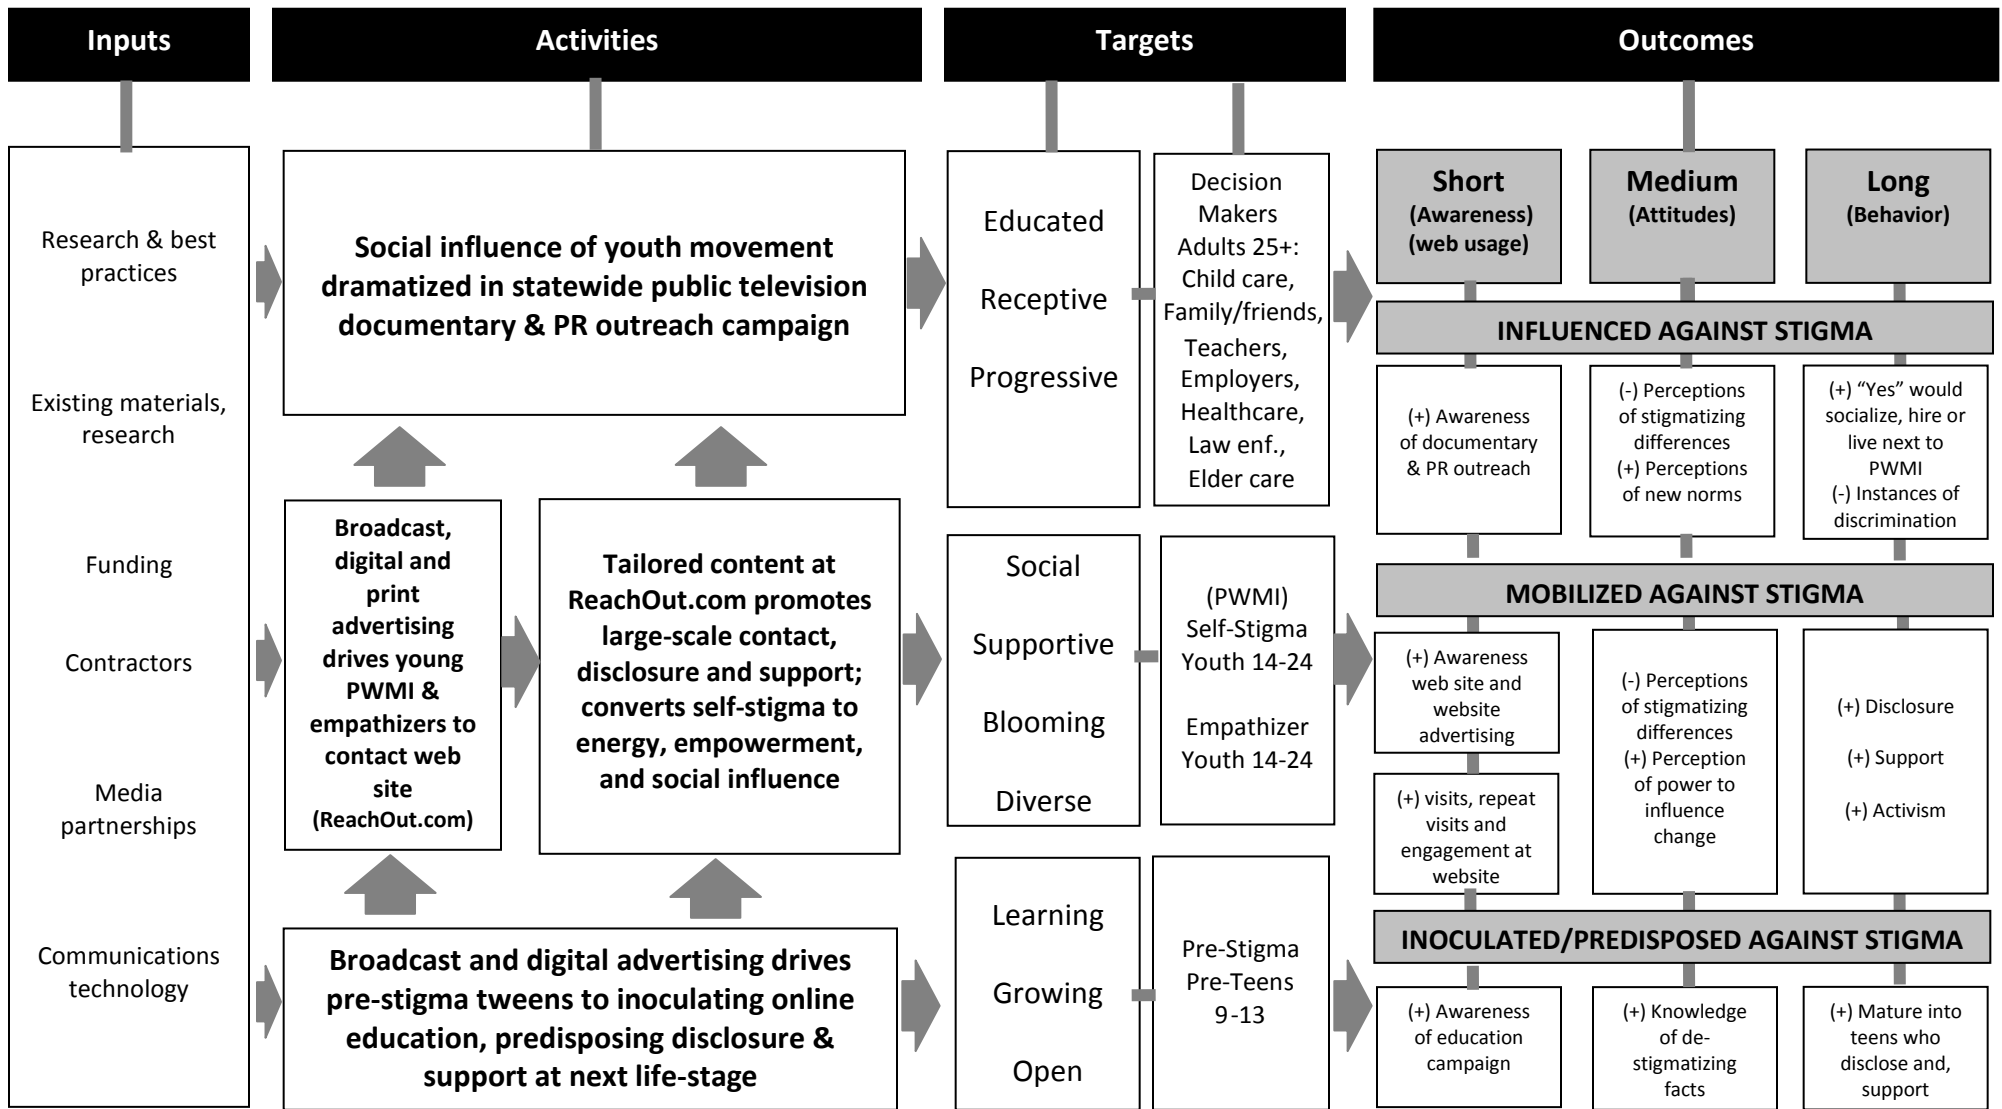 Inputs
Activities
Targets
Outcomes
Research & best
practices
Existing materials,
research
Funding
Contractors
Media
partnerships
Communications
technology
Social influence of youth movement
dramatized in statewide public television
documentary & PR outreach campaign
Broadcast,
digital and
print
advertising
drives young
PWMI &
empathizers to
contact web
site
(ReachOut.com)
Tailored content at
ReachOut.com promotes
large-scale contact,
disclosure and support;
converts self-stigma to
energy, empowerment,
and social influence
Broadcast and digital advertising drives
pre-stigma tweens to inoculating online
education, predisposing disclosure &
support at next life-stage
Educated
Receptive
Progressive
Decision
Makers
Adults 25+:
Child care,
Family/friends,
Teachers,
Employers,
Healthcare,
Law enf.,
Elder care
Social
Supportive
Blooming
Diverse
(PWMI)
Self-Stigma
Youth 14-24
Empathizer
Youth 14-24
Learning
Growing
Open
Pre-Stigma
Pre-Teens
9-13
Short
(Awareness)
(web usage)
Medium
(Attitudes)
Long
(Behavior)
INFLUENCED AGAINST STIGMA
(+) Awareness
of documentary
& PR outreach
(-) Perceptions
of stigmatizing
differences
(+) Perceptions
of new norms
(+) “Yes” would
socialize, hire or
live next to
PWMI
(-) Instances of
discrimination
MOBILIZED AGAINST STIGMA
(+) Awareness
web site and
website
advertising
(+) visits, repeat
visits and
engagement at
website
(-) Perceptions
of stigmatizing
differences
(+) Perception
of power to
influence
change
(+) Disclosure
(+) Support
(+) Activism
INOCULATED/PREDISPOSED AGAINST STIGMA
(+) Awareness
of education
campaign
(+) Knowledge
of de-
stigmatizing
facts
(+) Mature into
teens who
disclose and,
support